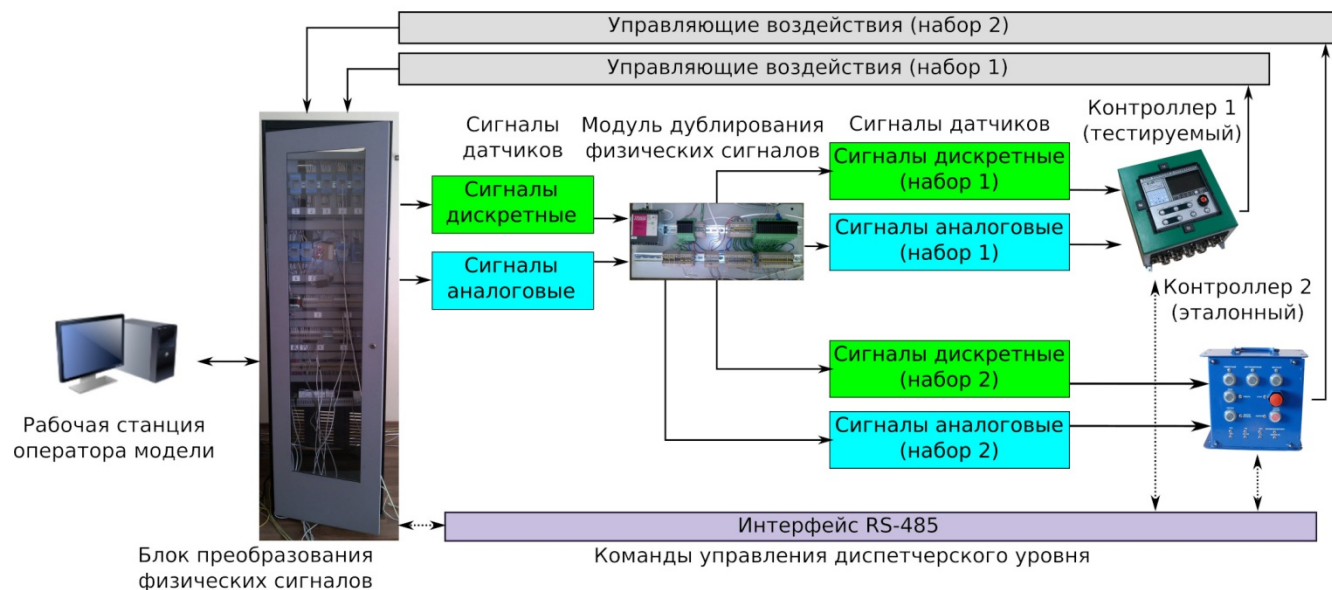 Управляющие воздействия (набор 2)
Управляющие воздействия (набор 1)
Сигналы
датчиков
Модуль дублирования
физических сигналов
Сигналы датчиков
Контроллер 1
(тестируемый)
Сигналы
дискретные
Сигналы
аналоговые
Сигналы дискретные
(набор 1)
Сигналы аналоговые
(набор 1)
Контроллер 2
(эталонный)
Сигналы дискретные
(набор 2)
Сигналы аналоговые
(набор 2)
Рабочая станция
оператора модели
Интерфейс RS-485
Блок преобразования
физических сигналов
Команды управления диспетчерского уровня